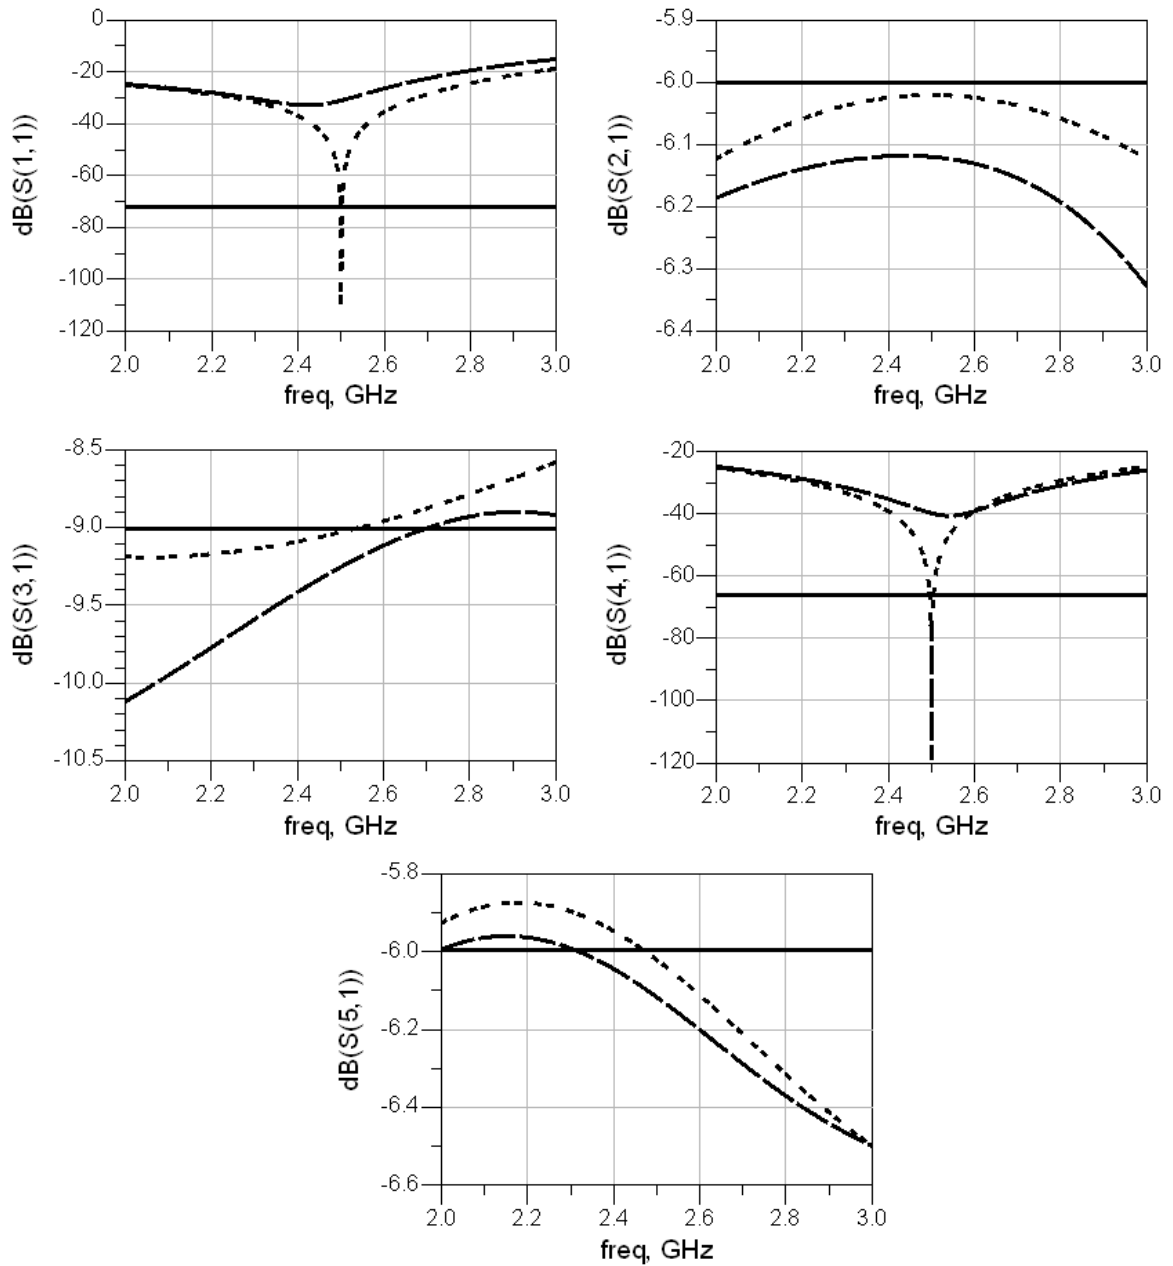 dB(S(1,1))
0
-20
-40
-60
-80
-100
-120
2.0 2.2 2.4 2.6 2.8 3.0
freq, GHz
dB(S(2,1))
-5.9
-6.0
-6.1
-6.2
-6.3
-6.4
2.0 2.2 2.4 2.6 2.8 3.0
freq, GHz
dB(S(3,1))
-8.5
-9.0
-9.5
-10.0
-10.5
2.0 2.2 2.4 2.6 2.8 3.0
freq, GHz
dB(S(4,1))
-20
-40
-60
-80
-100
-120
2.0 2.2 2.4 2.6 2.8 3.0
freq, GHz
dB(S(5,1))
-5.8
-6.0
-6.2
-6.4
-6.6
2.0 2.2 2.4 2.6 2.8 3.0
freq, GHz